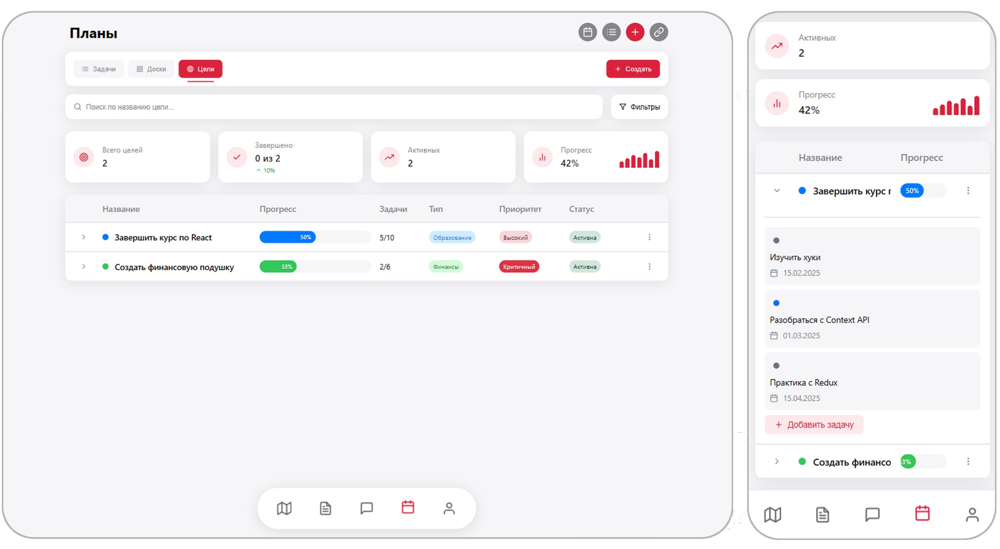 Планы
Задачи
Доски
Цели
Создать
Поиск по названию цели...
Фильтры
Всего целей
2
Завершено
0 из 2
10%
Активных
2
Прогресс
42%
Название Прогресс Задачи Тип Приоритет Статус
Завершить курс по React 50% 5/10 Образование Высокий Активна
Создать финансовую подушку 33% 2/6 Финансы Критичный Активна
Активных
2
Прогресс
42%
Название Прогресс
Завершить курс 50%
Изучить хуки
15.02.2025
Разобраться с Context API
01.03.2025
Практика с Redux
15.04.2025
Добавить задачу
Создать финансо 3%